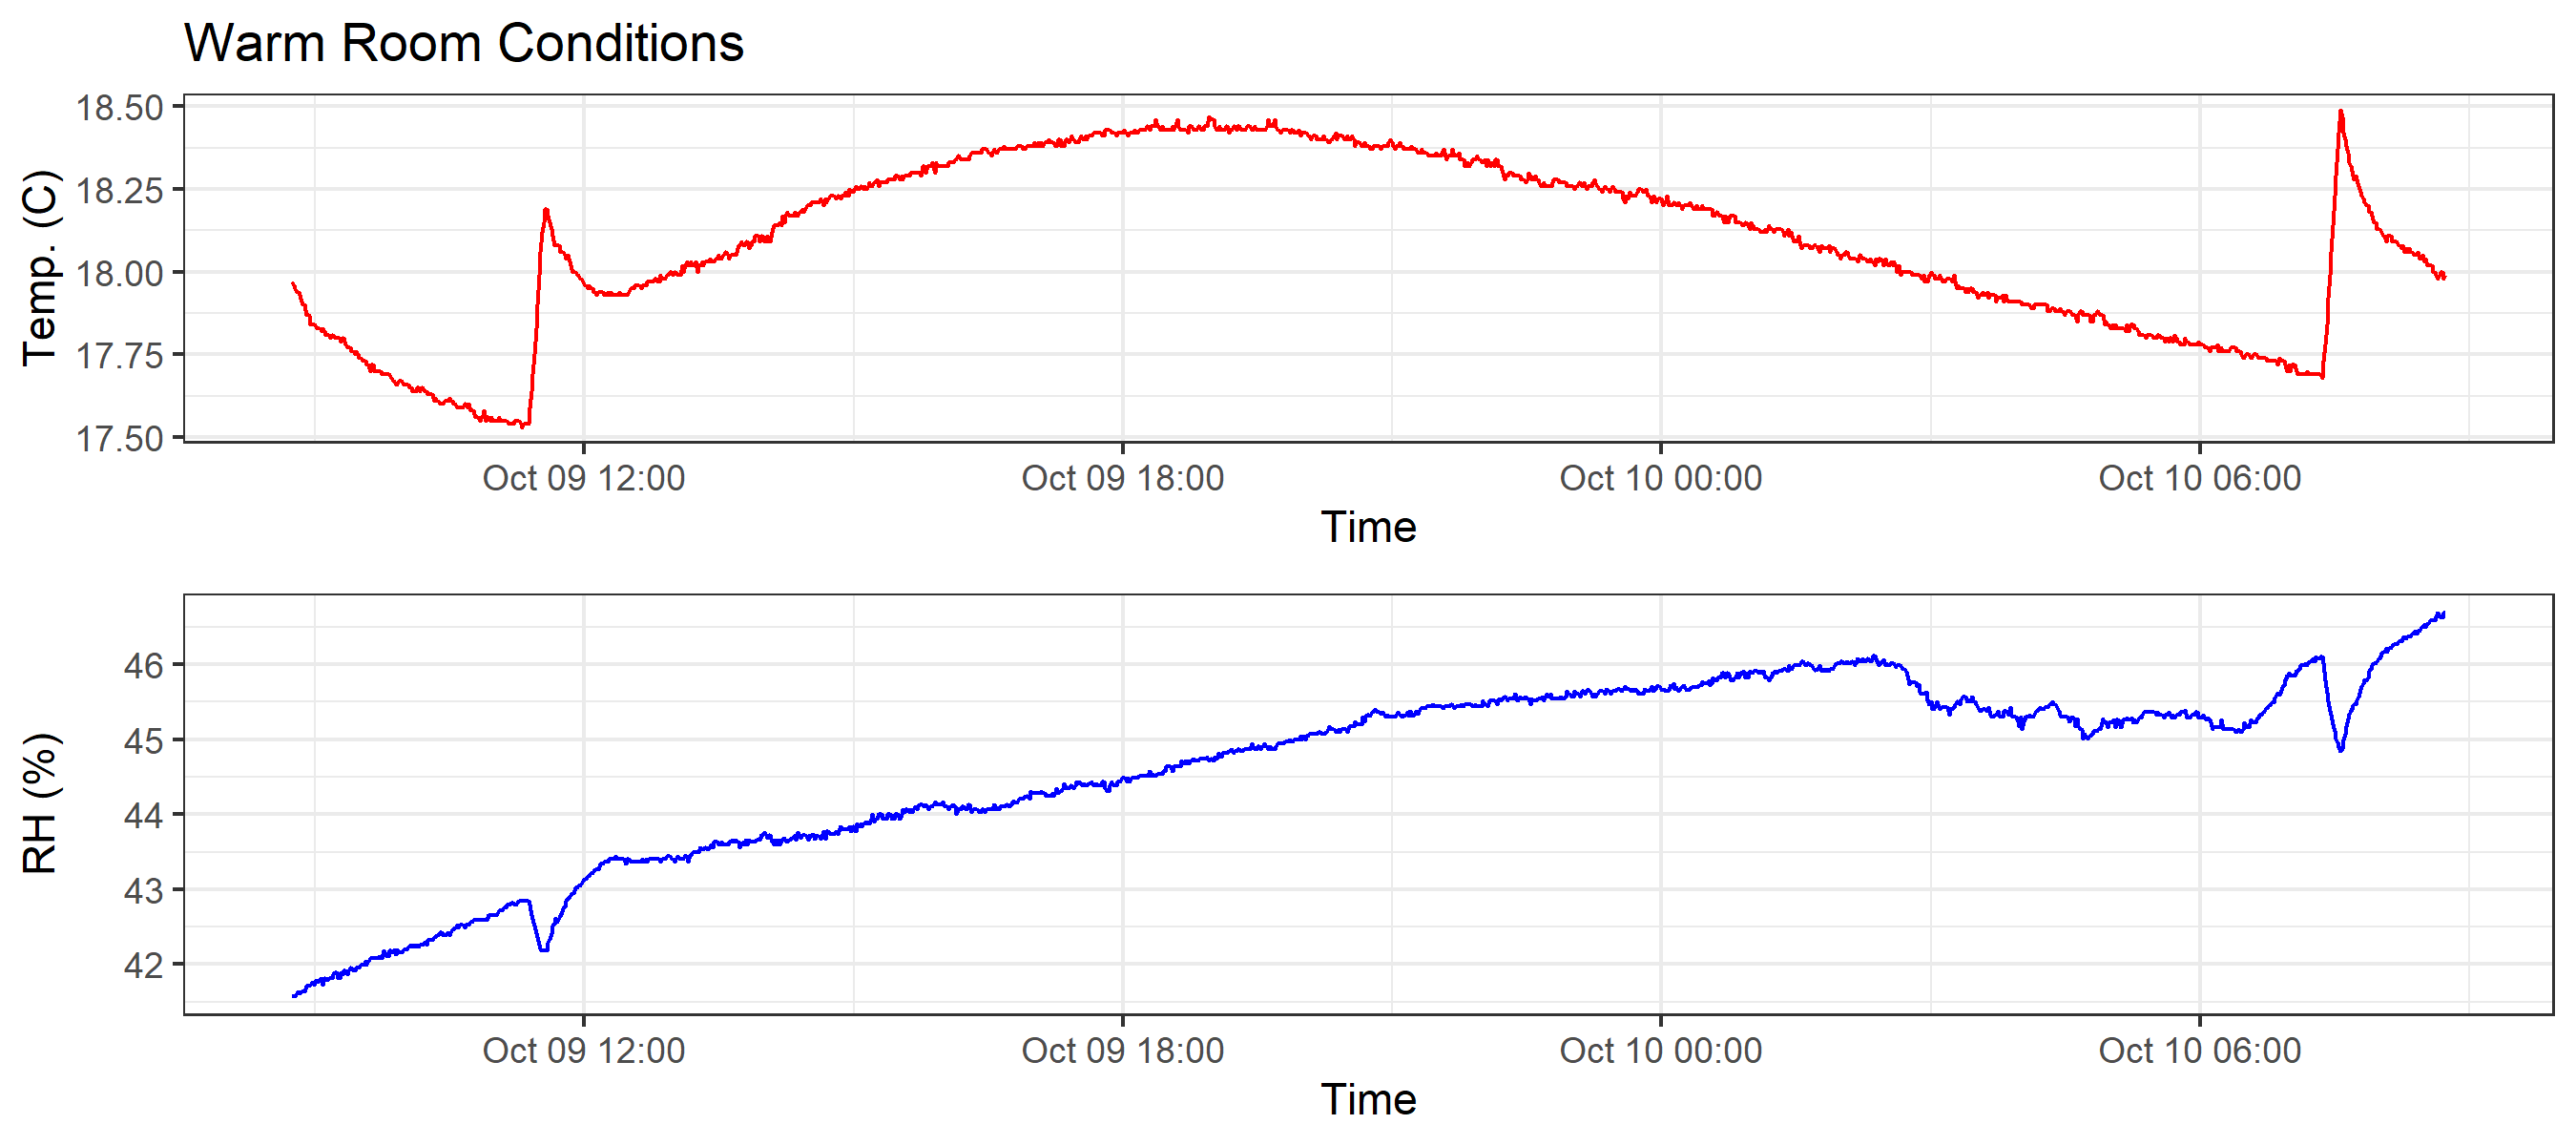 Warm Room Conditions
Temp. (C)
18.50
18.25
18.00
17.75
17.50
Oct 09 12:00 Oct 09 18:00 Oct 10 00:00 Oct 10 06:00
Time
RH (%)
46
45
44
43
42
Oct 09 12:00 Oct 09 18:00 Oct 10 00:00 Oct 10 06:00
Time